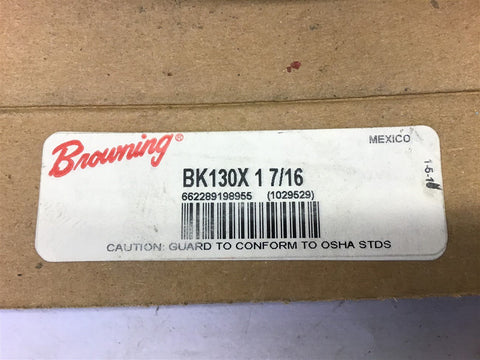 Browning®
MEXICO
BK130X 1 7/16
662289198955 (1029529)
CAUTION: GUARD TO CONFORM TO OSHA STDS